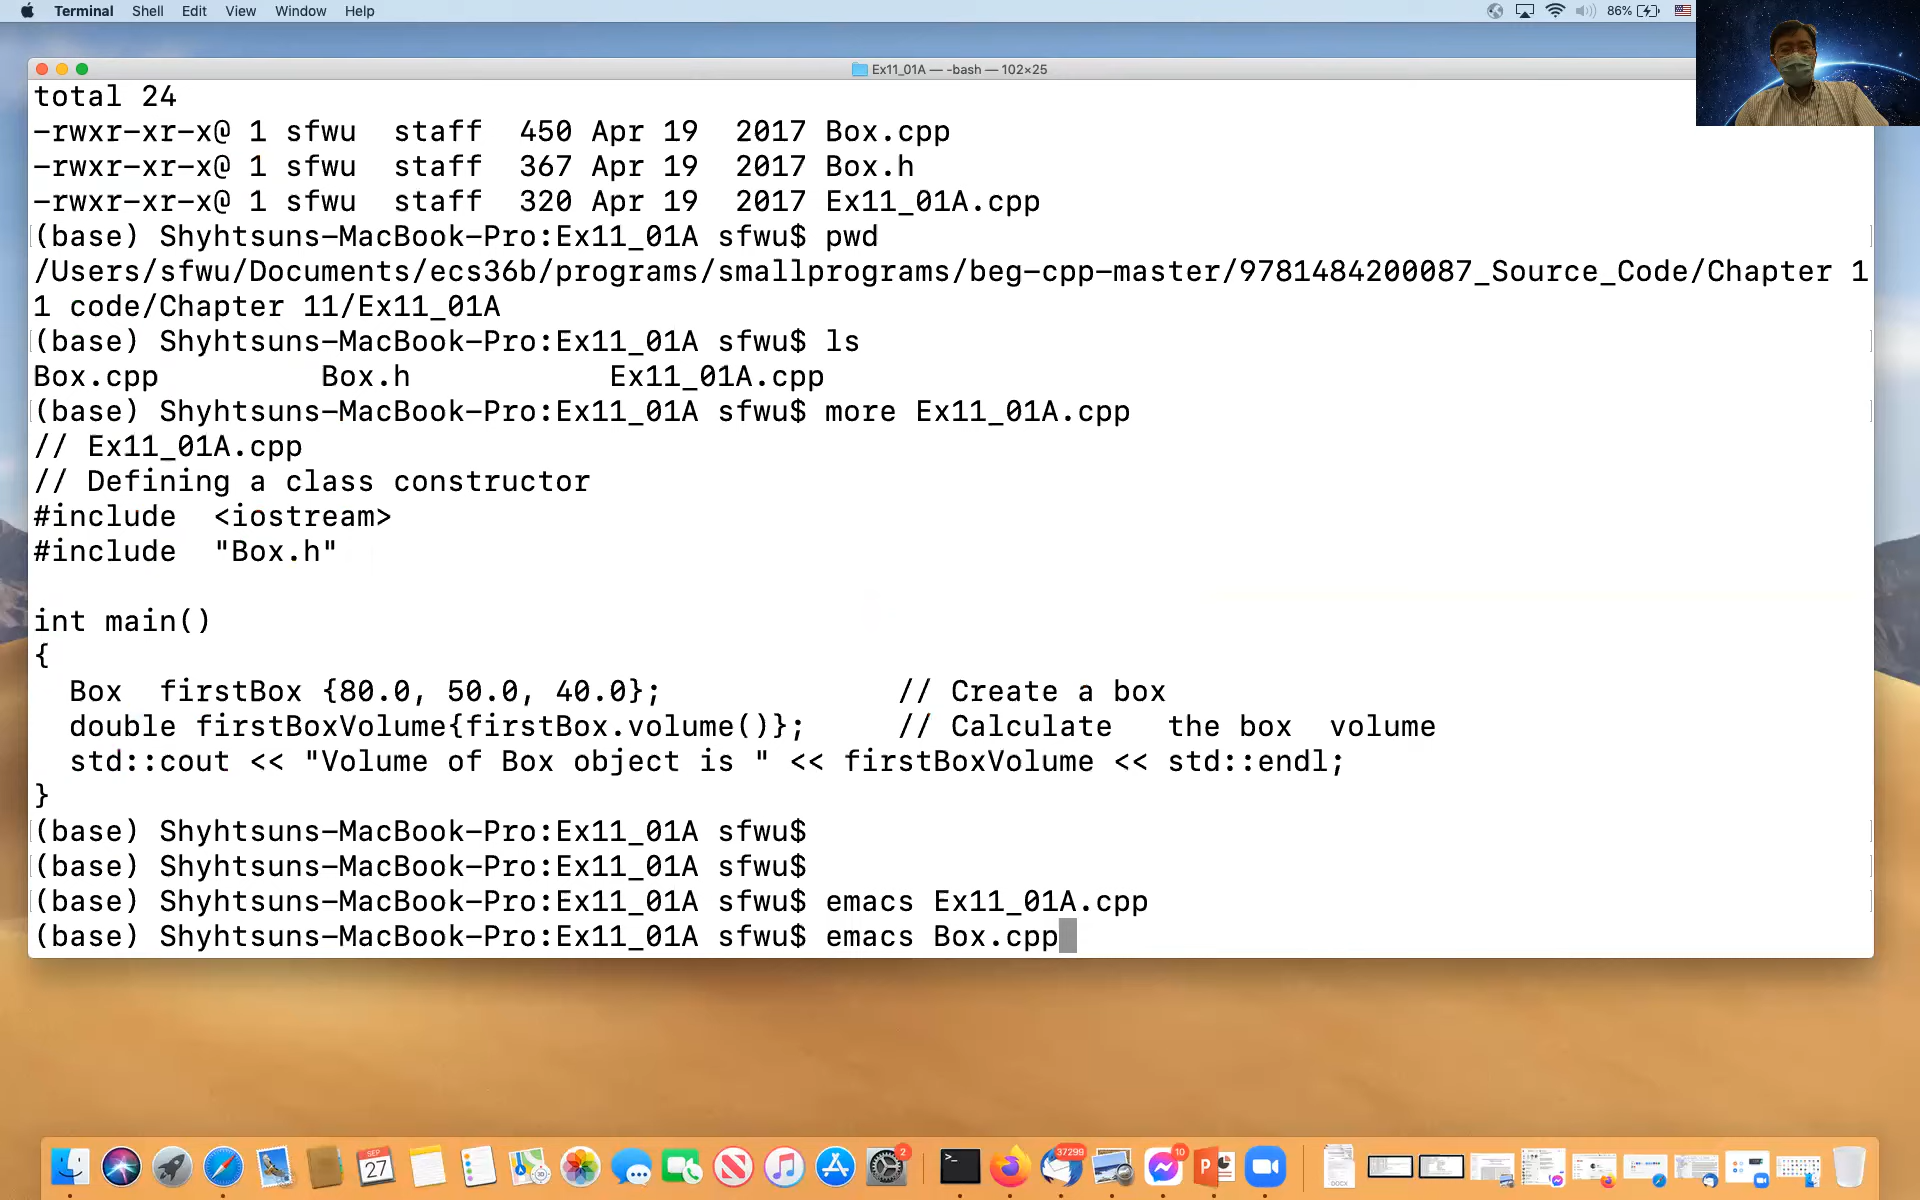 Terminal Shell Edit View Window Help 86%
Ex11_01A — -bash — 102×25
total 24
-rwxr-xr-x@ 1 sfwu  staff  450 Apr 19  2017 Box.cpp
-rwxr-xr-x@ 1 sfwu  staff  367 Apr 19  2017 Box.h
-rwxr-xr-x@ 1 sfwu  staff  320 Apr 19  2017 Ex11_01A.cpp
(base) Shyhtsuns-MacBook-Pro:Ex11_01A sfwu$ pwd
/Users/sfwu/Documents/ecs36b/programs/smallprograms/beg-cpp-master/9781484200087_Source_Code/Chapter 1
1 code/Chapter 11/Ex11_01A
(base) Shyhtsuns-MacBook-Pro:Ex11_01A sfwu$ ls
Box.cpp         Box.h           Ex11_01A.cpp
(base) Shyhtsuns-MacBook-Pro:Ex11_01A sfwu$ more Ex11_01A.cpp
// Ex11_01A.cpp
// Defining a class constructor
#include  <iostream>
#include  "Box.h"
int main()
{
  Box  firstBox {80.0, 50.0, 40.0};             // Create a box
  double firstBoxVolume{firstBox.volume()};     // Calculate   the box  volume
  std::cout << "Volume of Box object is " << firstBoxVolume << std::endl;
}
(base) Shyhtsuns-MacBook-Pro:Ex11_01A sfwu$
(base) Shyhtsuns-MacBook-Pro:Ex11_01A sfwu$
(base) Shyhtsuns-MacBook-Pro:Ex11_01A sfwu$ emacs Ex11_01A.cpp
(base) Shyhtsuns-MacBook-Pro:Ex11_01A sfwu$ emacs Box.cpp
SEP
27
2
37299
10
DOCX